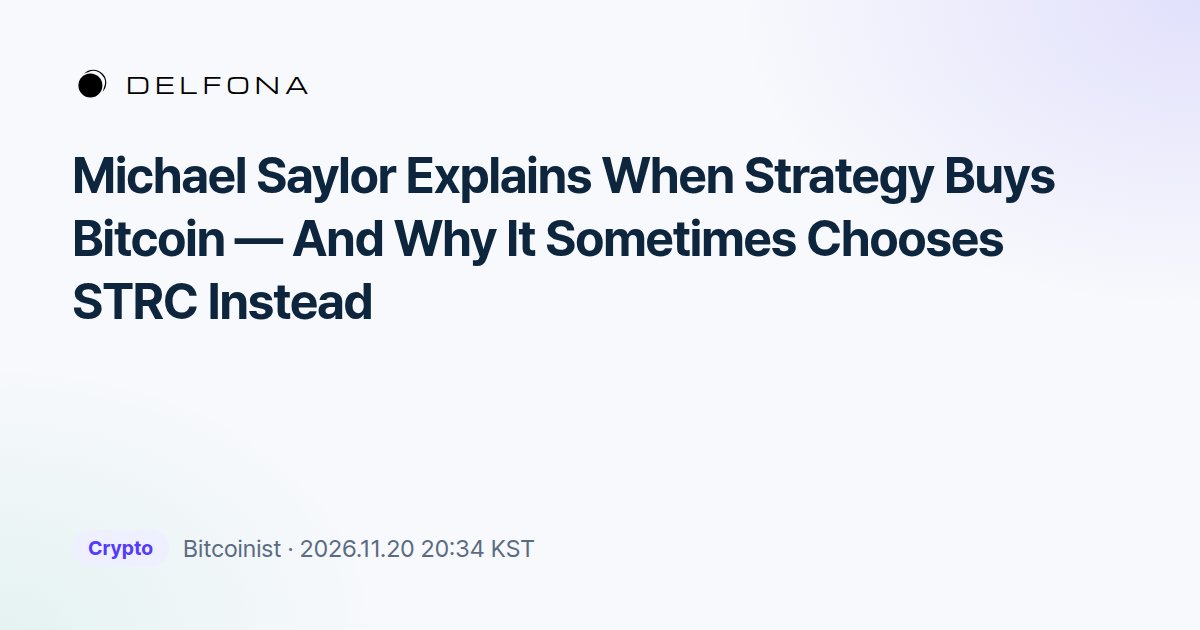 DELFONA
Michael Saylor Explains When Strategy Buys
Bitcoin — And Why It Sometimes Chooses
STRC Instead
Crypto Bitcoinist · 2026.11.20 20:34 KST